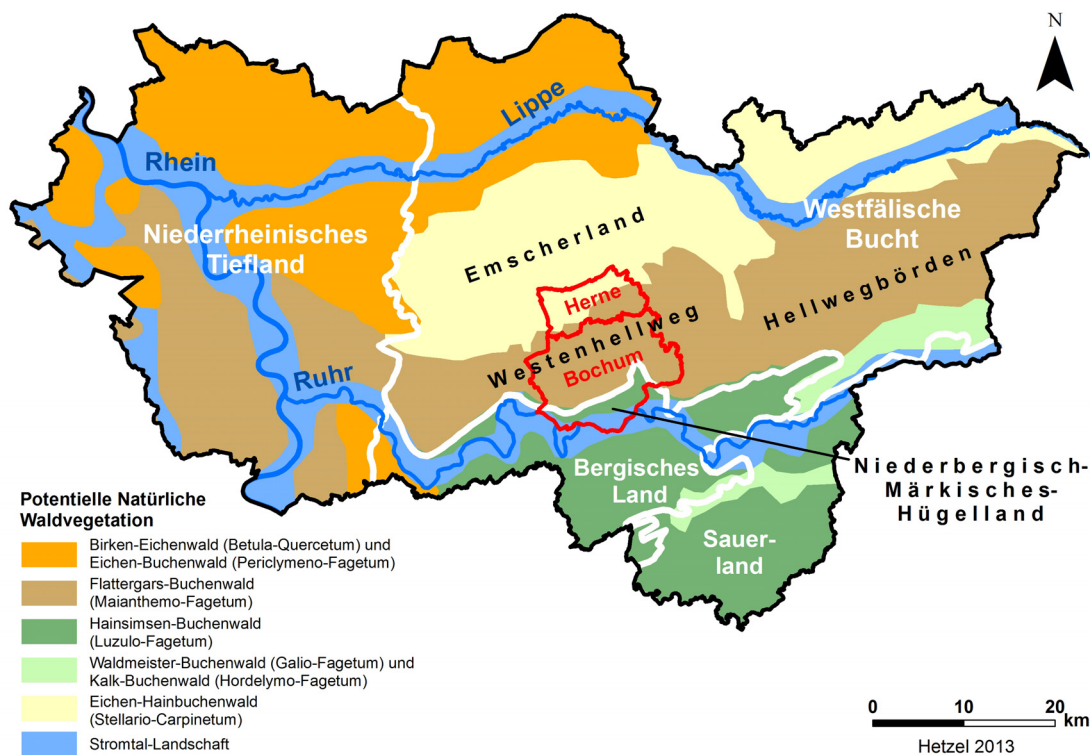 N
Lippe
Rhein
Niederrheinisches
Tiefland
Emscherland
Westfälische
Bucht
Herne
Hellwegbörden
Westenhellweg
Bochum
Ruhr
Bergisches
Land
Niederbergisch-
Märkisches-
Hügelland
Sauer-
land
Potentielle Natürliche
Waldvegetation
Birken-Eichenwald (Betula-Quercetum) und
Eichen-Buchenwald (Periclymeno-Fagetum)
Flattergars-Buchenwald
(Maianthemo-Fagetum)
Hainsimsen-Buchenwald
(Luzulo-Fagetum)
Waldmeister-Buchenwald (Galio-Fagetum) und
Kalk-Buchenwald (Hordelymo-Fagetum)
Eichen-Hainbuchenwald
(Stellario-Carpinetum)
Stromtal-Landschaft
0 10 20
km
Hetzel 2013